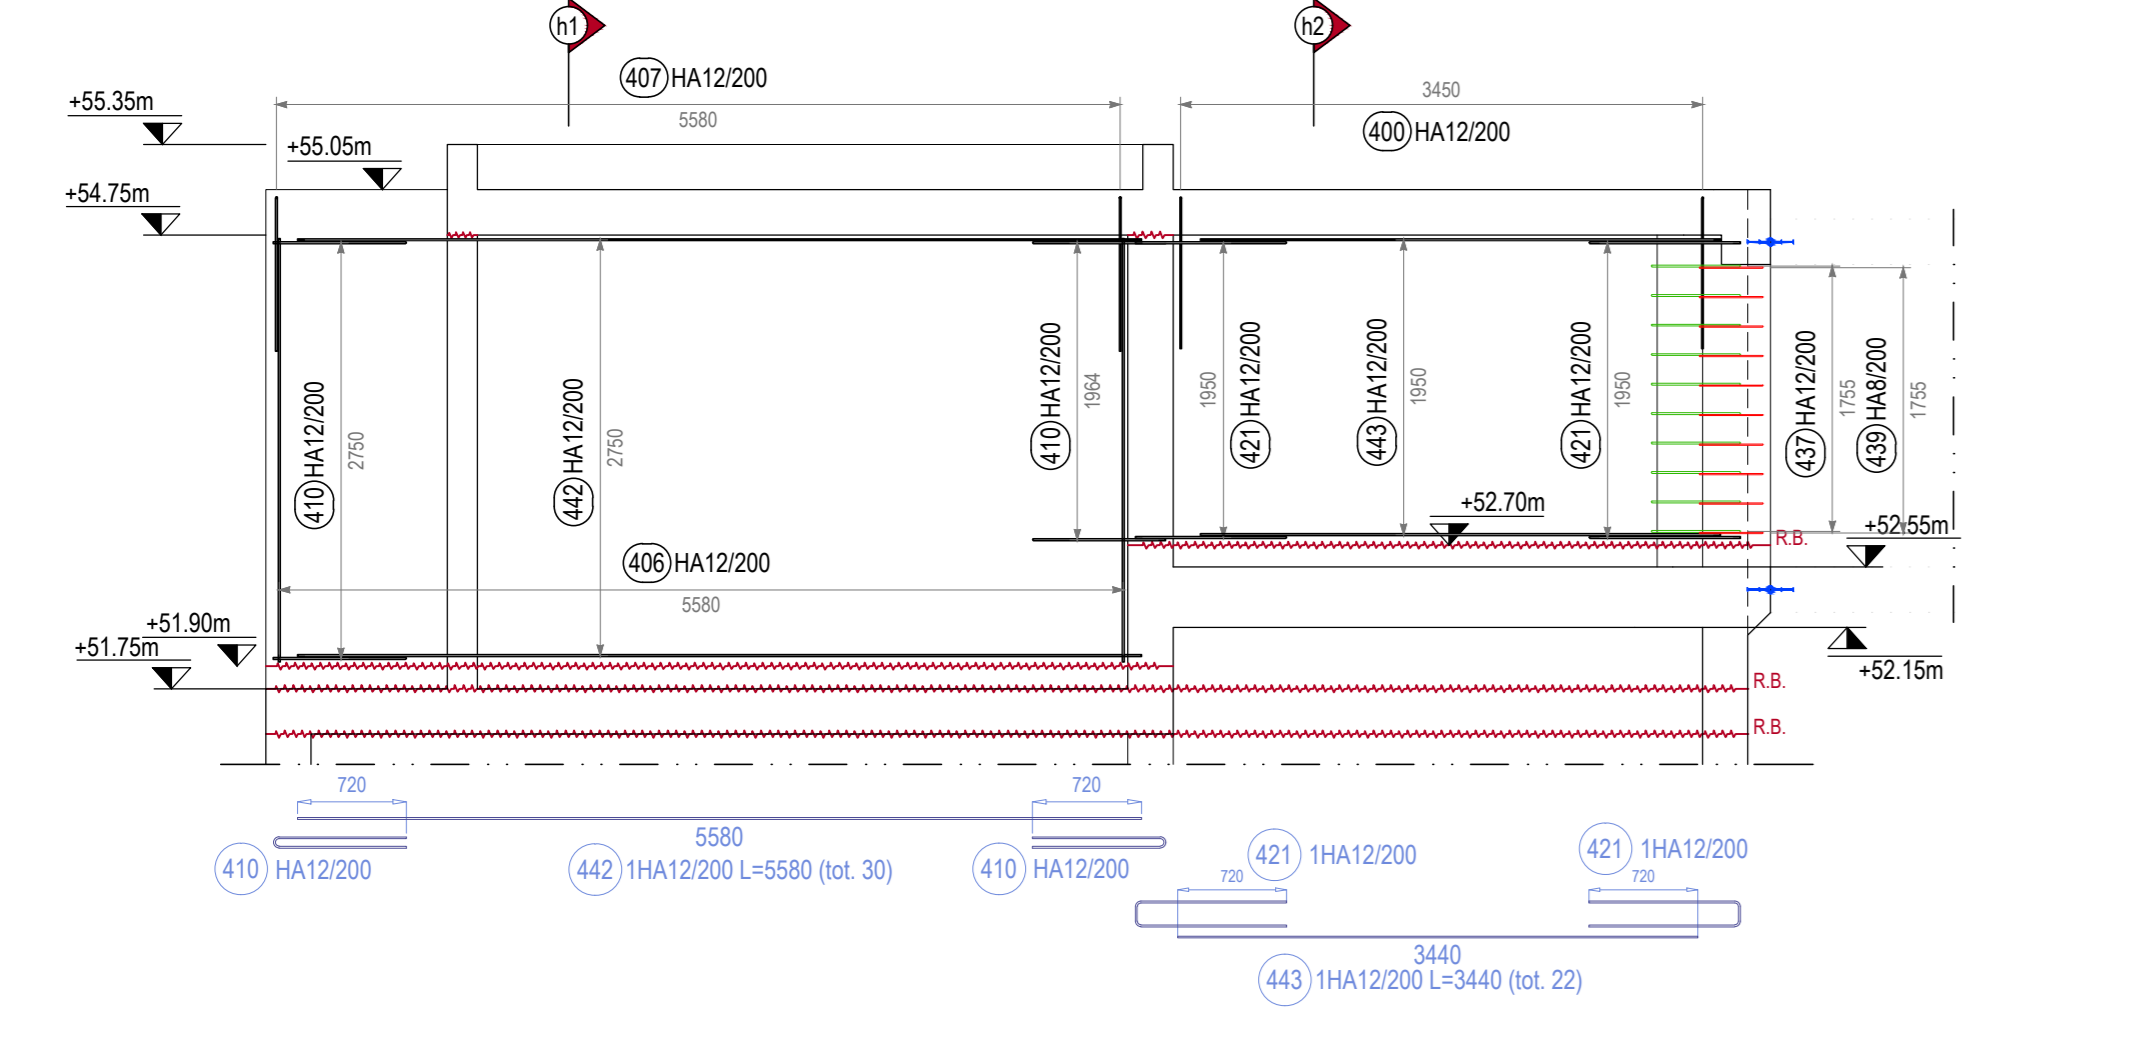 h1
h2
407 HA12/200
5580
3450
400 HA12/200
+55.35m
+55.05m
+54.75m
410 HA12/200
2750
442 HA12/200
2750
410 HA12/200
1964
1950
421 HA12/200
443 HA12/200
1950
421 HA12/200
1950
437 HA12/200
1755
439 HA8/200
1755
+52.70m
+52.55m
R.B.
406 HA12/200
5580
+51.90m
+51.75m
+52.15m
R.B.
R.B.
720
720
5580
410 HA12/200
442 1HA12/200 L=5580 (tot. 30)
410 HA12/200
421 1HA12/200
421 1HA12/200
720
720
3440
443 1HA12/200 L=3440 (tot. 22)